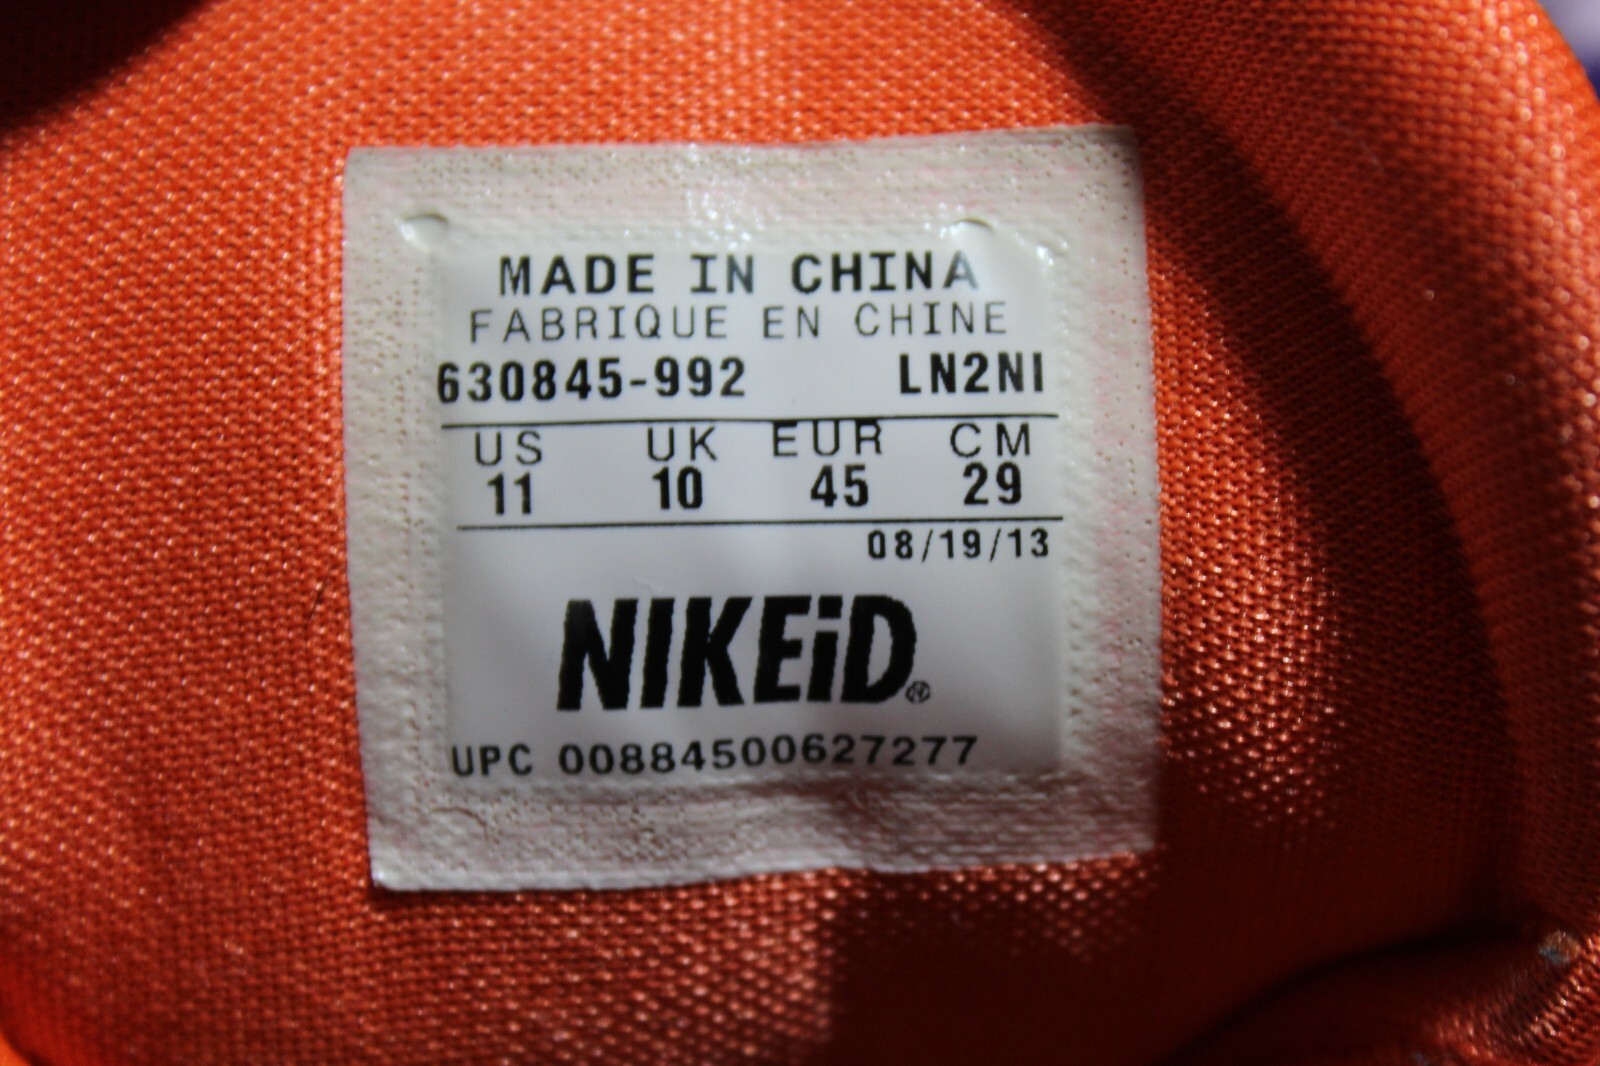 MADE IN CHINA
FABRIQUE EN CHINE
630845-992 LN2NI
US UK EUR CM
11 10 45 29
08/19/13
NIKEiD®
UPC 00884500627277